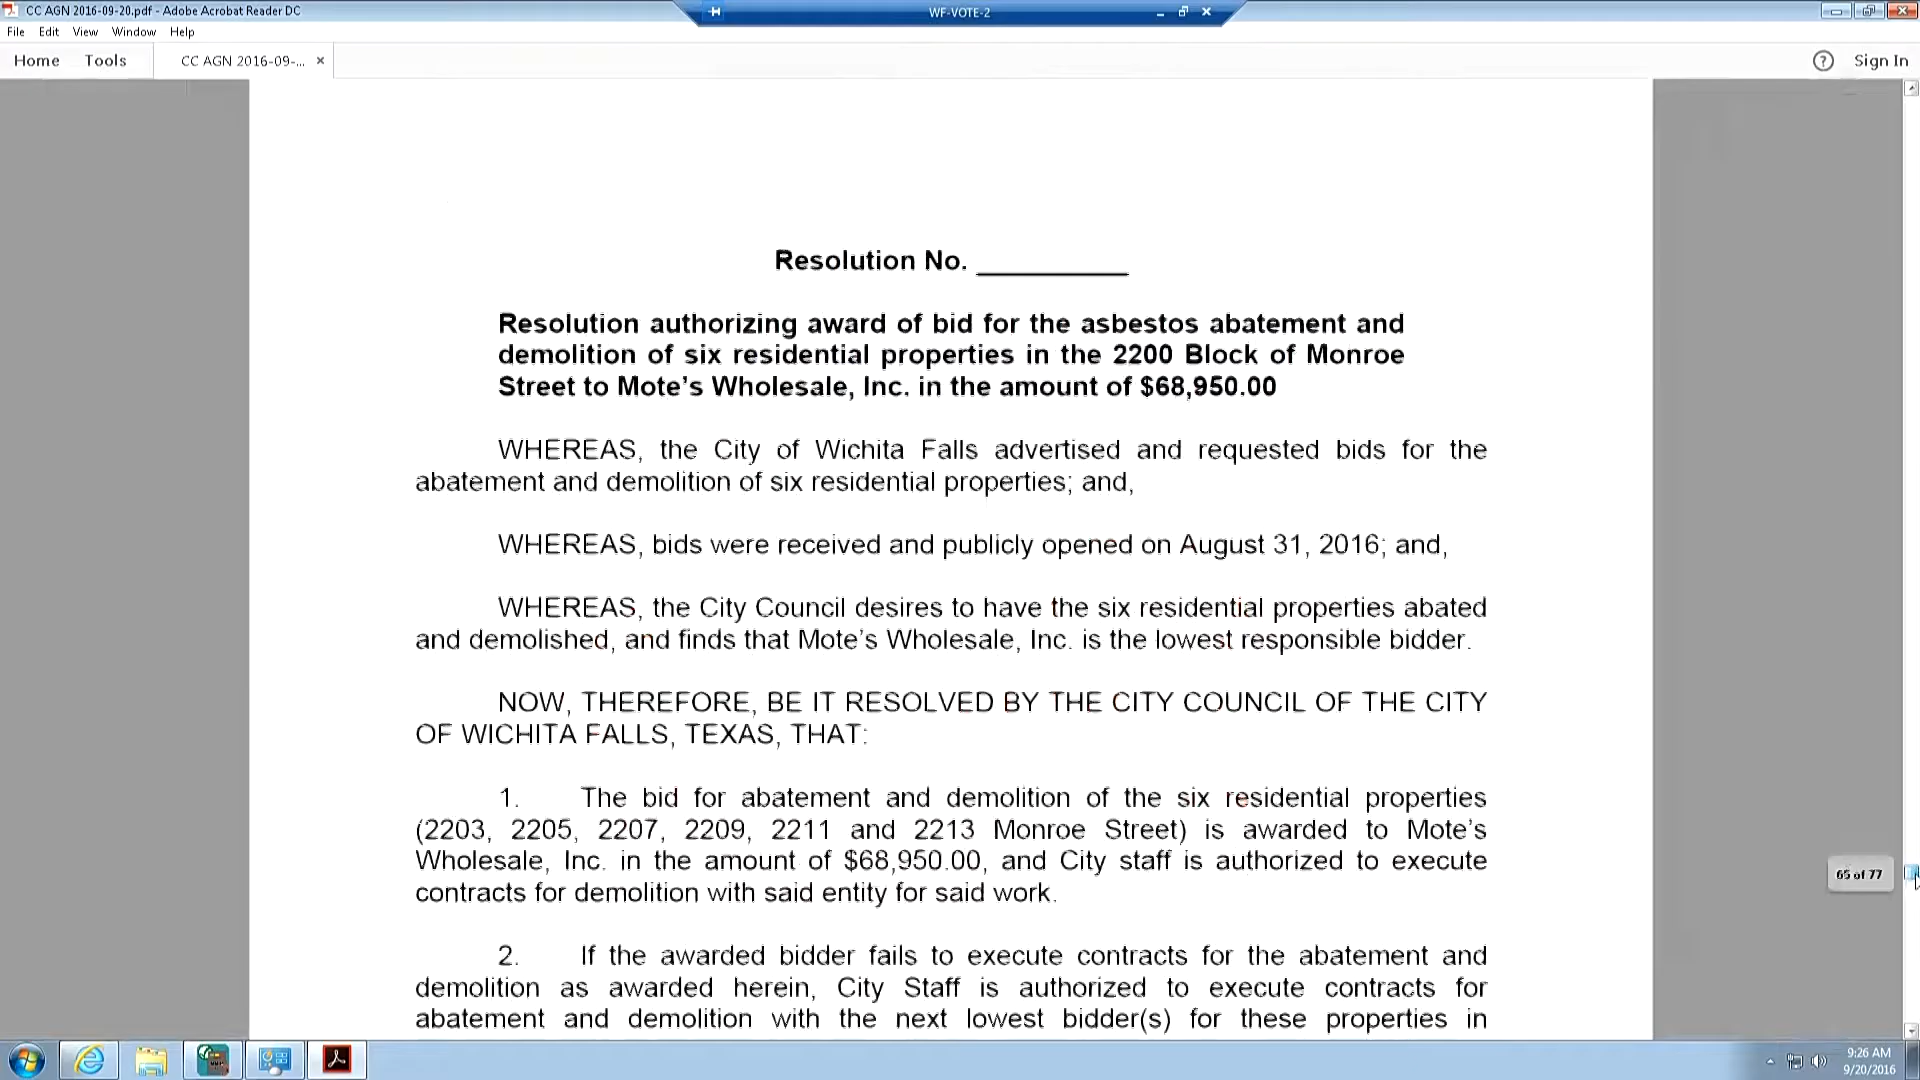 CC AGN 2016-09-20.pdf - Adobe Acrobat Reader DC
WF-VOTE-2
File Edit View Window Help
Home Tools CC AGN 2016-09-... × ? Sign In
Resolution No. __________
Resolution authorizing award of bid for the asbestos abatement and
demolition of six residential properties in the 2200 Block of Monroe
Street to Mote's Wholesale, Inc. in the amount of $68,950.00
WHEREAS, the City of Wichita Falls advertised and requested bids for the
abatement and demolition of six residential properties; and,
WHEREAS, bids were received and publicly opened on August 31, 2016; and,
WHEREAS, the City Council desires to have the six residential properties abated
and demolished, and finds that Mote's Wholesale, Inc. is the lowest responsible bidder.
NOW, THEREFORE, BE IT RESOLVED BY THE CITY COUNCIL OF THE CITY
OF WICHITA FALLS, TEXAS, THAT:
1. The bid for abatement and demolition of the six residential properties
(2203, 2205, 2207, 2209, 2211 and 2213 Monroe Street) is awarded to Mote's
Wholesale, Inc. in the amount of $68,950.00, and City staff is authorized to execute
contracts for demolition with said entity for said work.
2. If the awarded bidder fails to execute contracts for the abatement and
demolition as awarded herein, City Staff is authorized to execute contracts for
abatement and demolition with the next lowest bidder(s) for these properties in
65 of 77
9:26 AM
9/20/2016